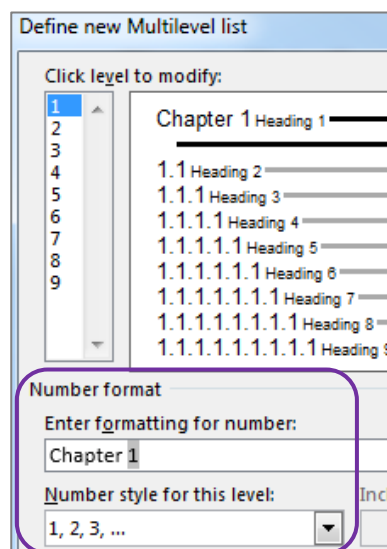 Define new Multilevel list
Click level to modify:
1
2
3
4
5
6
7
8
9
Chapter 1 Heading 1
1.1 Heading 2
1.1.1 Heading 3
1.1.1.1 Heading 4
1.1.1.1.1 Heading 5
1.1.1.1.1.1 Heading 6
1.1.1.1.1.1.1 Heading 7
1.1.1.1.1.1.1.1 Heading 8
1.1.1.1.1.1.1.1.1 Heading 9
Number format
Enter formatting for number:
Chapter 1
Number style for this level:
1, 2, 3, ...